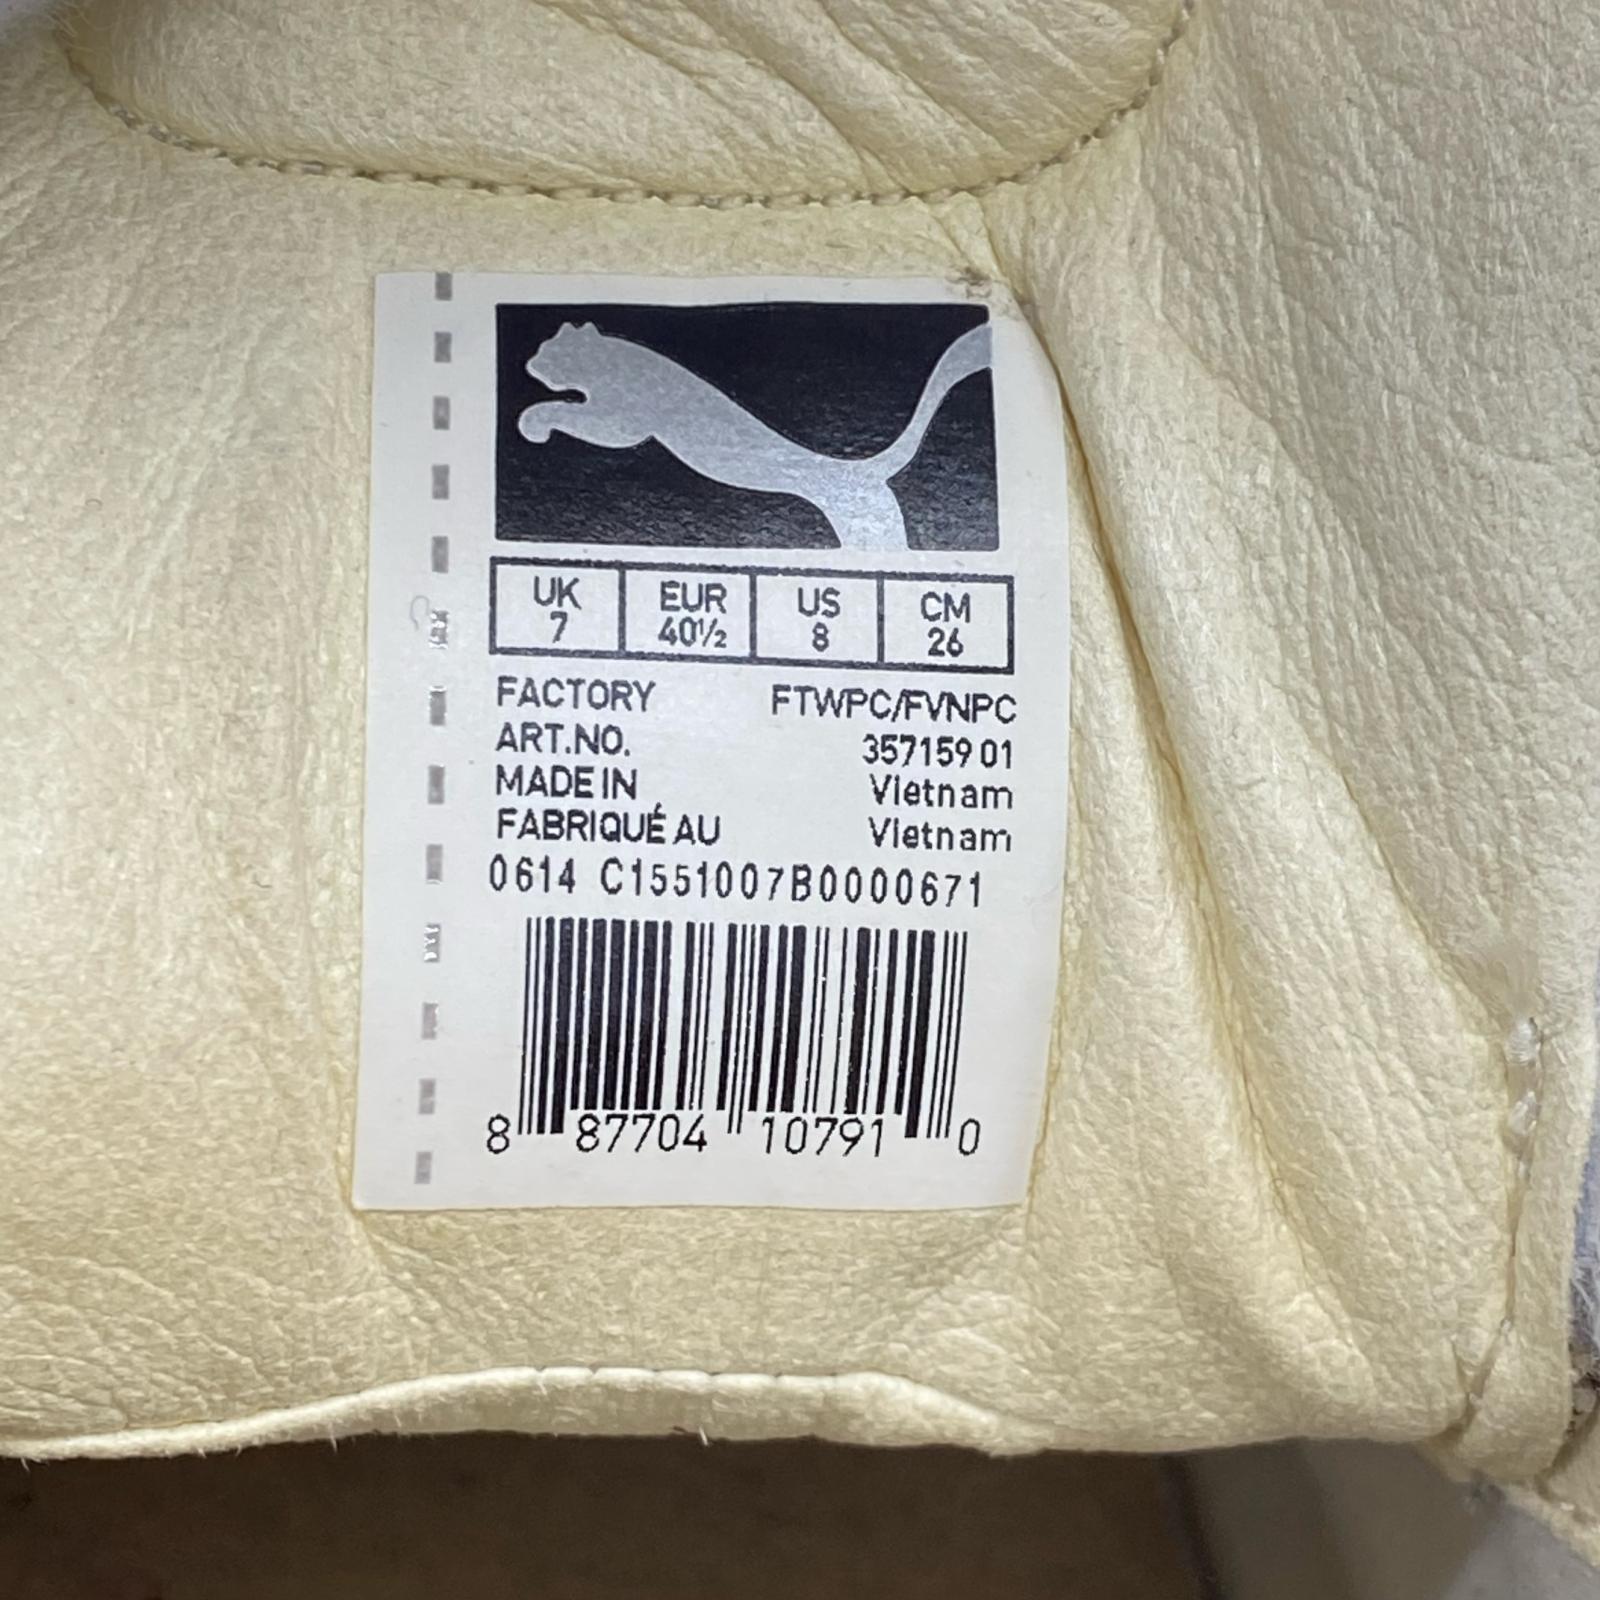 UK EUR US CM
7 40½ 8 26
FACTORY FTWPC/FVNPC
ART.NO. 357159 01
MADE IN Vietnam
FABRIQUÉ AU Vietnam
0614 C1551007B0000671
8 87704 10791 0